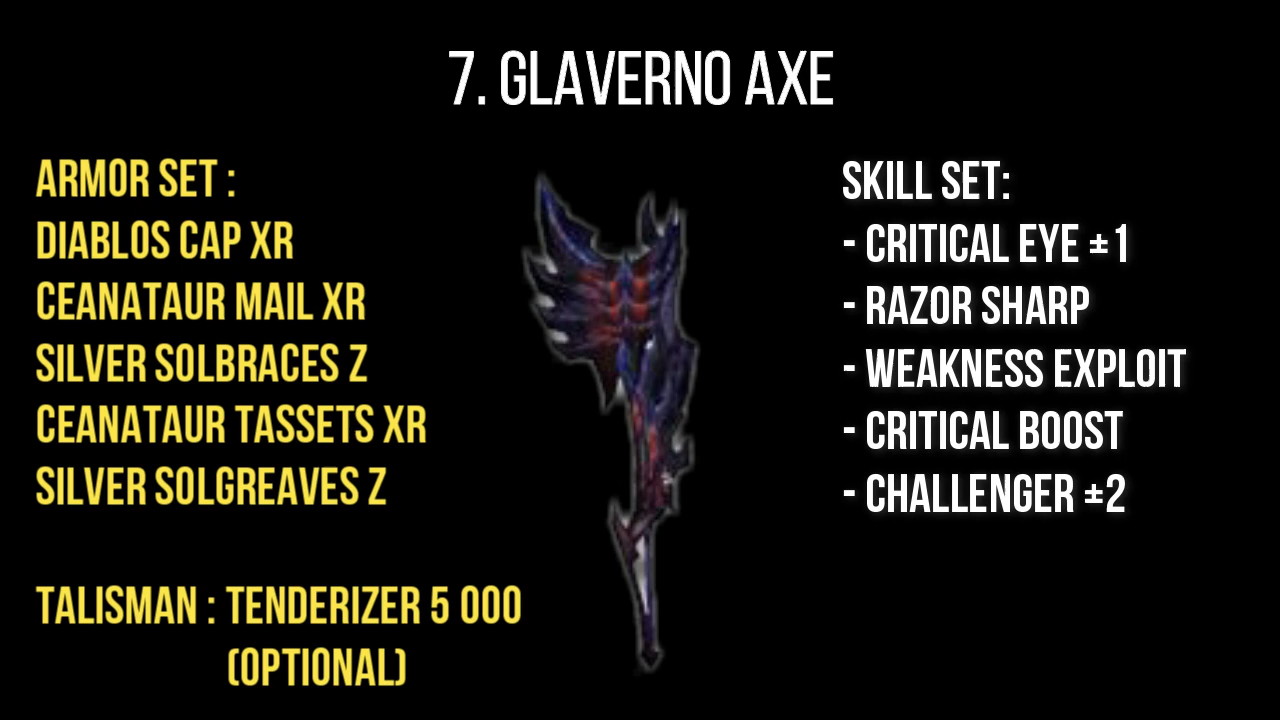 7. GLAVERNO AXE
ARMOR SET :
DIABLOS CAP XR
CEANATAUR MAIL XR
SILVER SOLBRACES Z
CEANATAUR TASSETS XR
SILVER SOLGREAVES Z
TALISMAN : TENDERIZER 5 000
(OPTIONAL)
SKILL SET:
- CRITICAL EYE ±1
- RAZOR SHARP
- WEAKNESS EXPLOIT
- CRITICAL BOOST
- CHALLENGER ±2